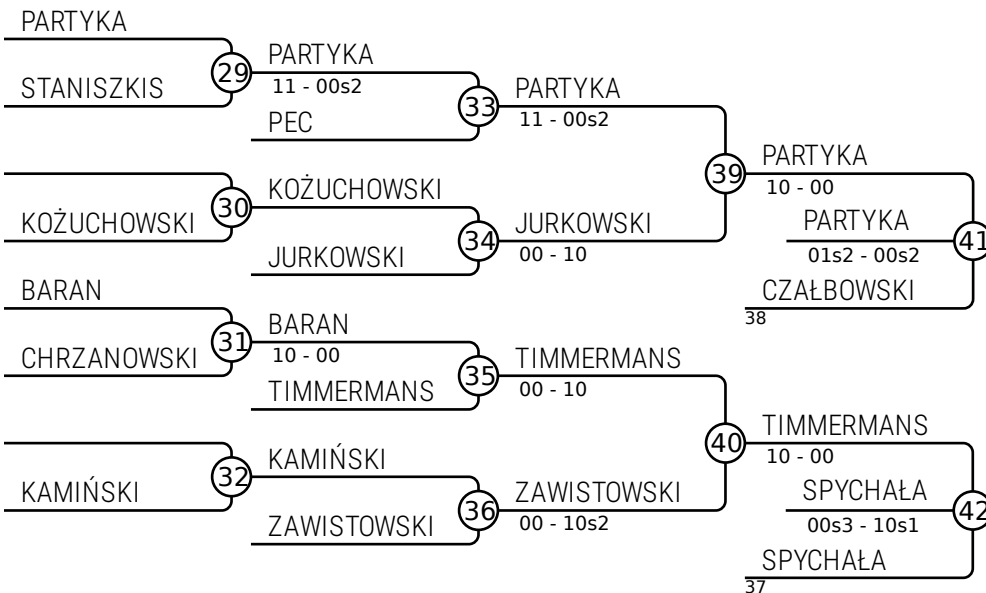 PARTYKA
STANISZKIS
29
PARTYKA
11 - 00s2
PEC
33
PARTYKA
11 - 00s2
KOŻUCHOWSKI
30
KOŻUCHOWSKI
JURKOWSKI
34
JURKOWSKI
00 - 10
39
PARTYKA
10 - 00
PARTYKA
01s2 - 00s2
41
CZAŁBOWSKI
38
BARAN
CHRZANOWSKI
31
BARAN
10 - 00
TIMMERMANS
35
TIMMERMANS
00 - 10
KAMIŃSKI
32
KAMIŃSKI
ZAWISTOWSKI
36
ZAWISTOWSKI
00 - 10s2
40
TIMMERMANS
10 - 00
SPYCHAŁA
00s3 - 10s1
42
SPYCHAŁA
37